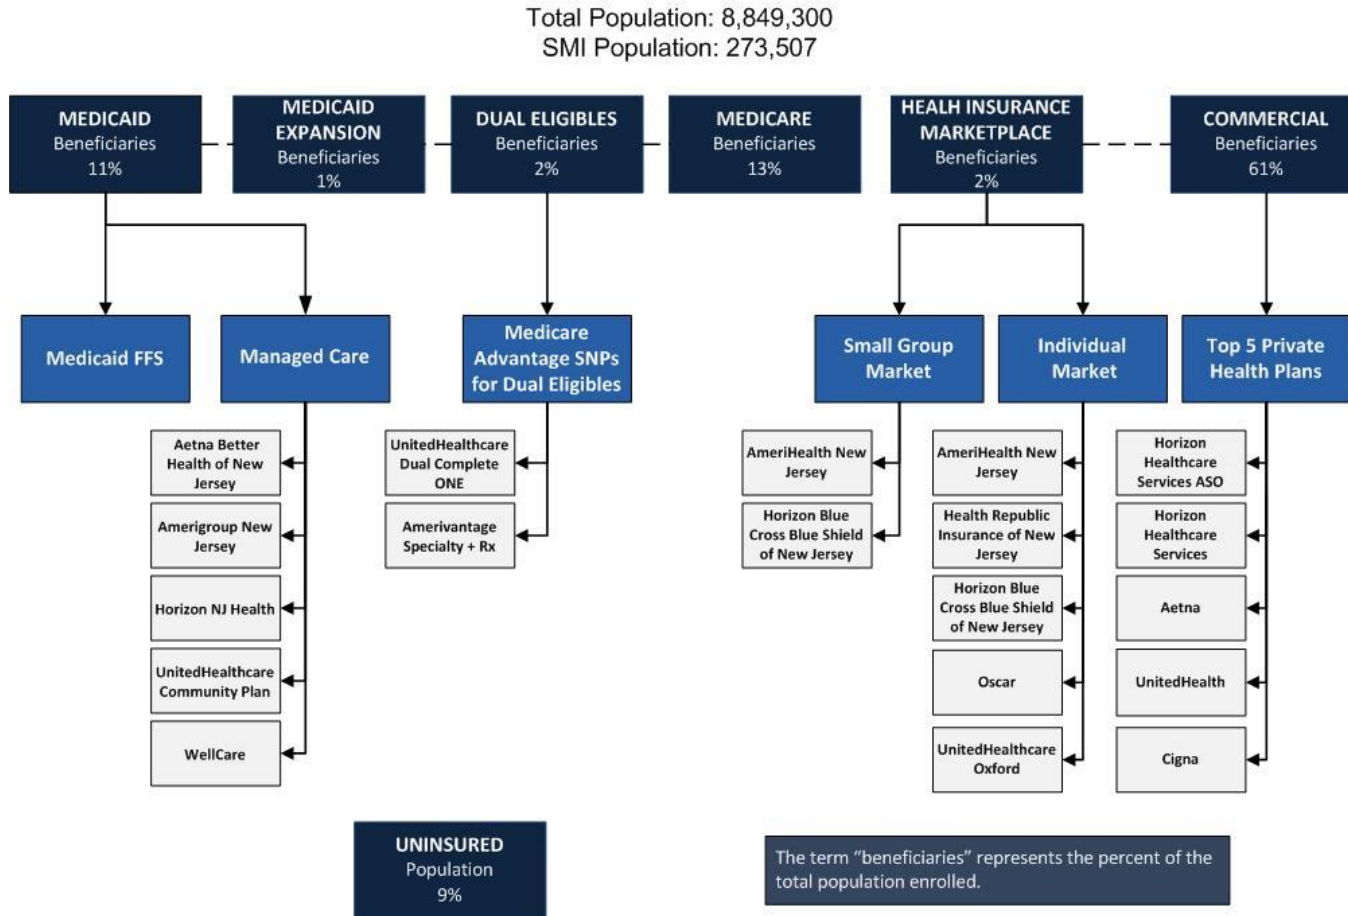 Total Population: 8,849,300
SMI Population: 273,507
MEDICAID
Beneficiaries
11%
MEDICAID
EXPANSION
Beneficiaries
1%
DUAL ELIGIBLES
Beneficiaries
2%
MEDICARE
Beneficiaries
13%
HEALH INSURANCE
MARKETPLACE
Beneficiaries
2%
COMMERCIAL
Beneficiaries
61%
Medicaid FFS
Managed Care
Medicare
Advantage SNPs
for Dual Eligibles
Small Group
Market
Individual
Market
Top 5 Private
Health Plans
Aetna Better
Health of New
Jersey
Amerigroup New
Jersey
Horizon NJ Health
UnitedHealthcare
Community Plan
WellCare
UnitedHealthcare
Dual Complete
ONE
Amerivantage
Specialty + Rx
AmeriHealth New
Jersey
Horizon Blue
Cross Blue Shield
of New Jersey
AmeriHealth New
Jersey
Health Republic
Insurance of New
Jersey
Horizon Blue
Cross Blue Shield
of New Jersey
Oscar
UnitedHealthcare
Oxford
Horizon
Healthcare
Services ASO
Horizon
Healthcare
Services
Aetna
UnitedHealth
Cigna
UNINSURED
Population
9%
The term “beneficiaries” represents the percent of the
total population enrolled.